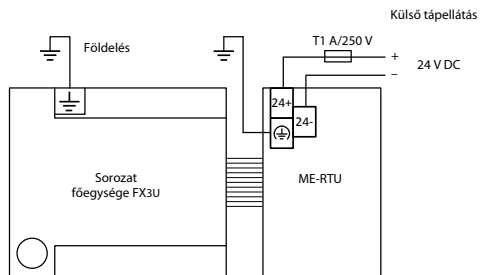 Külső tápellátás
Földelés
T1 A/250 V
+
24 V DC
–
24+
24-
Sorozat
főegysége FX3U
ME-RTU